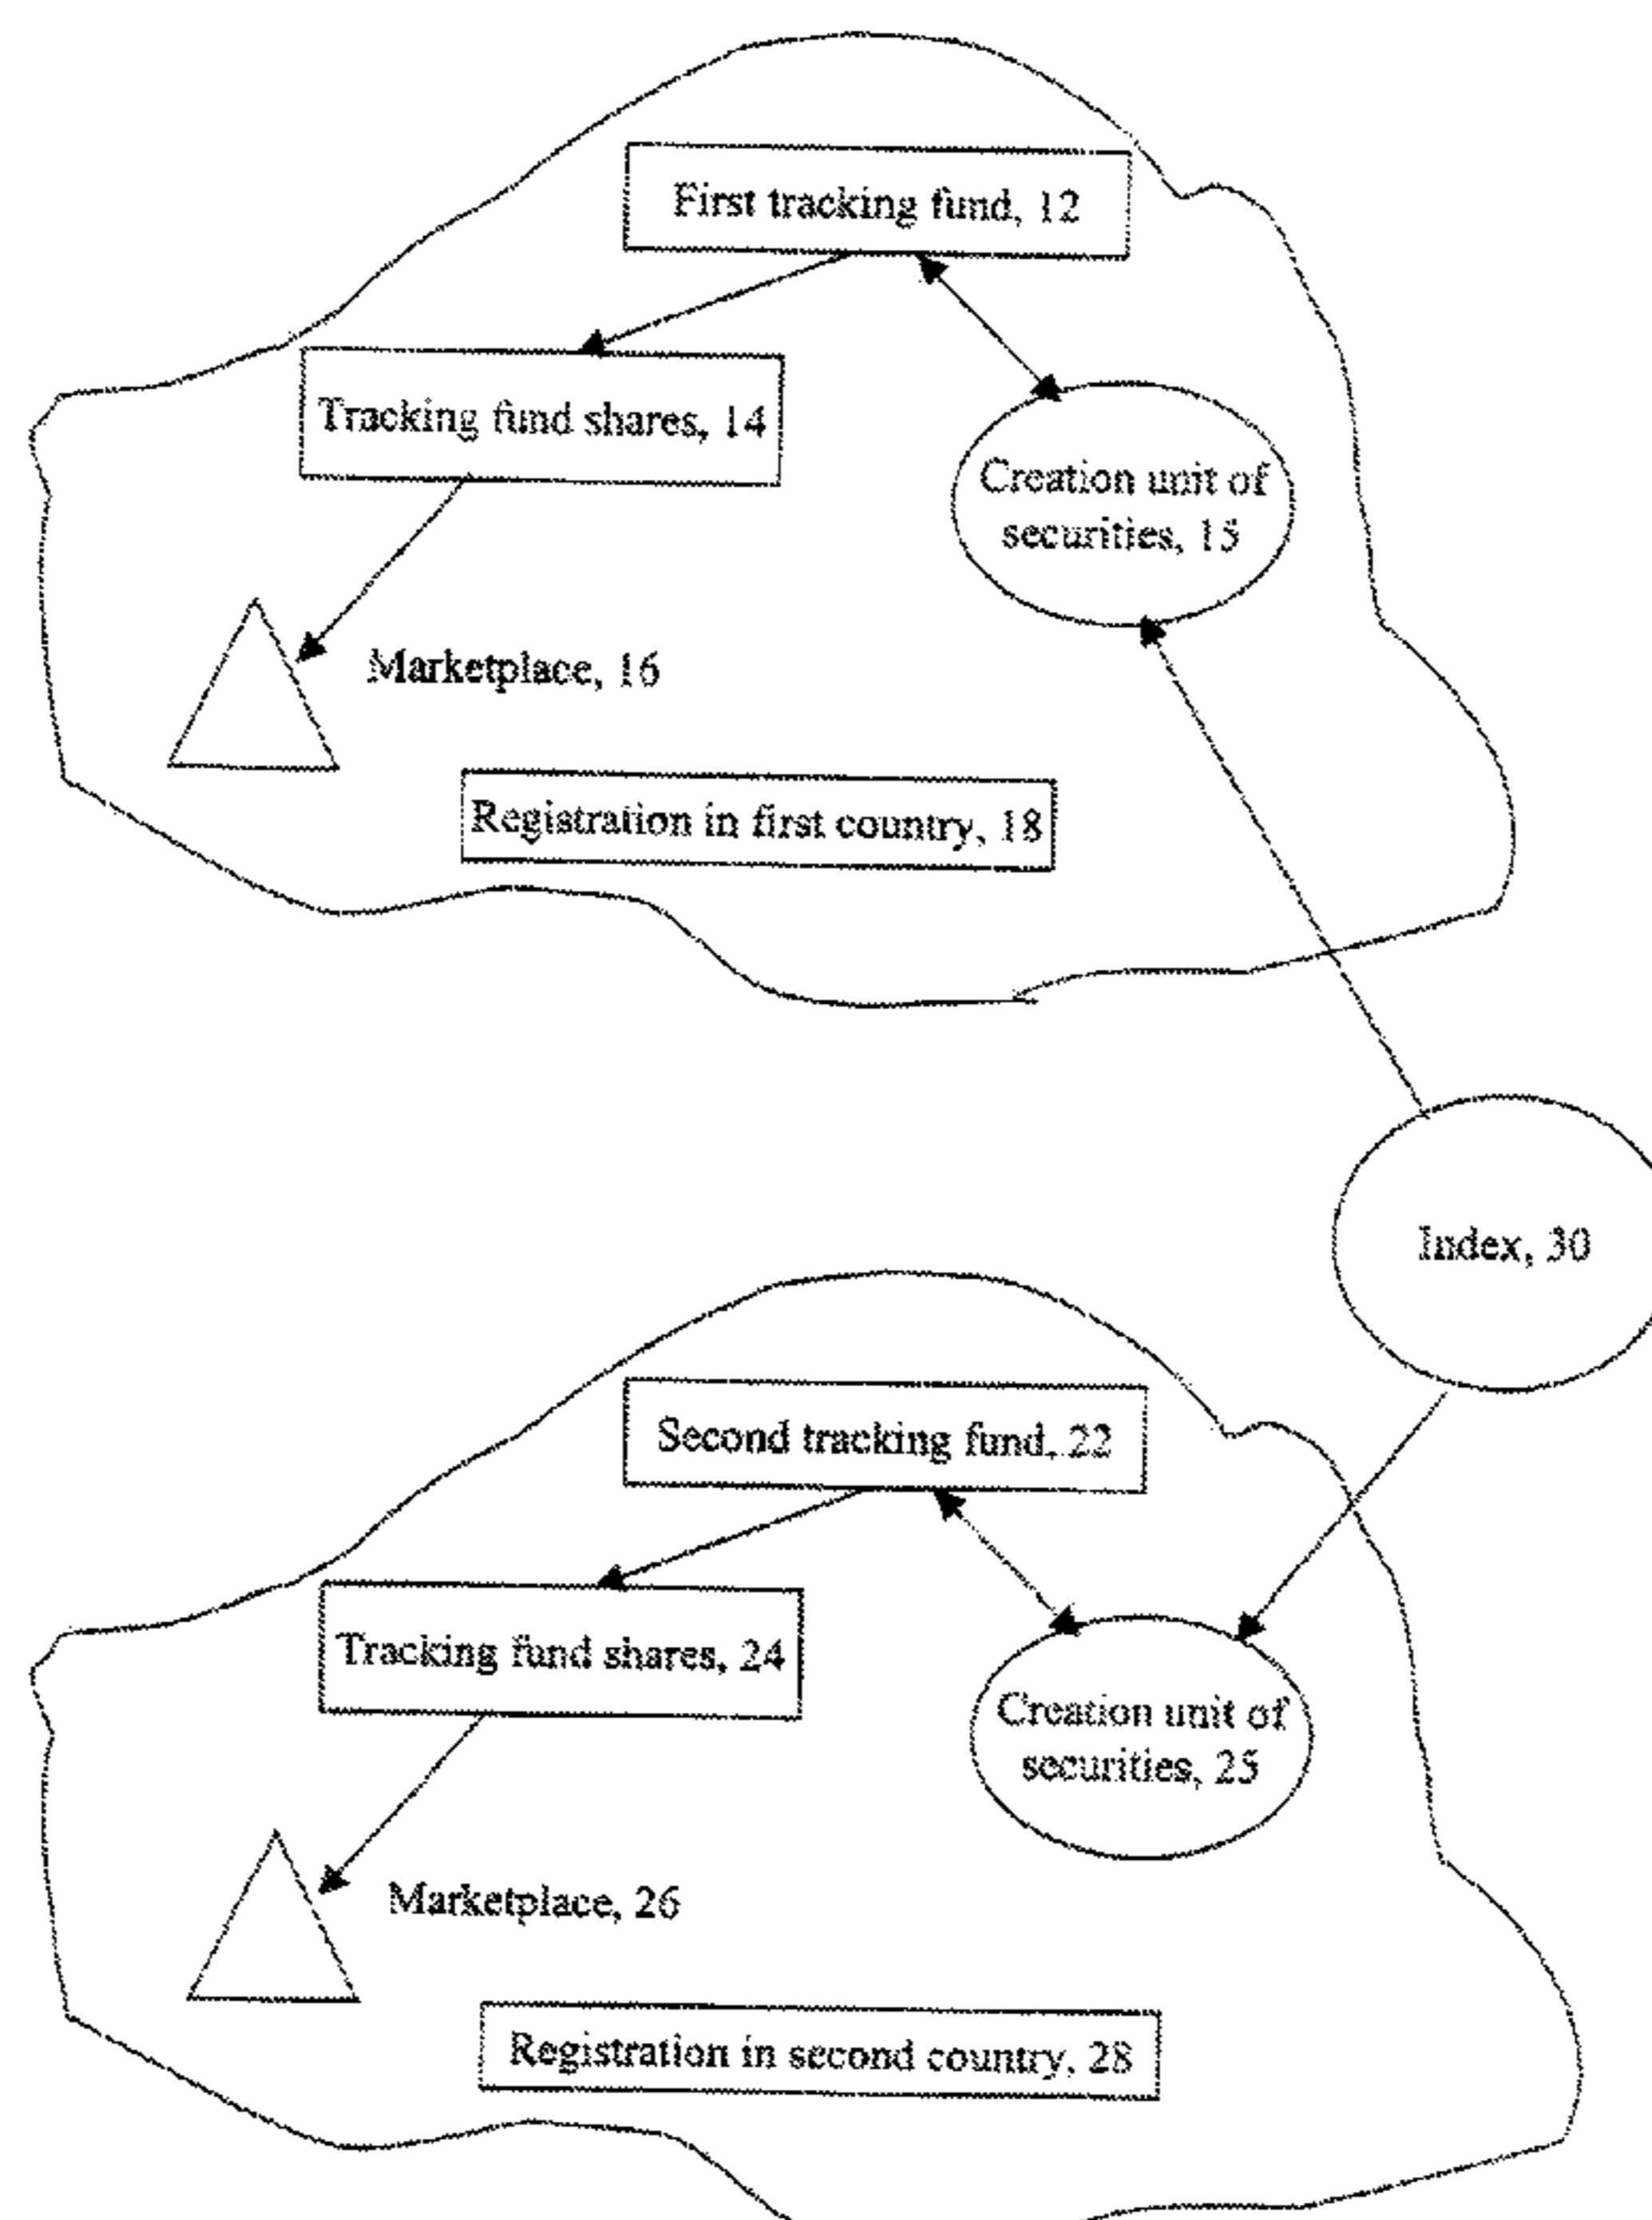 First tracking fund, 12
Tracking fund shares, 14
Creation unit of
securities, 15
Marketplace, 16
Registration in first country, 18
Index, 30
Second tracking fund, 22
Tracking fund shares, 24
Creation unit of
securities, 25
Marketplace, 26
Registration in second country, 28